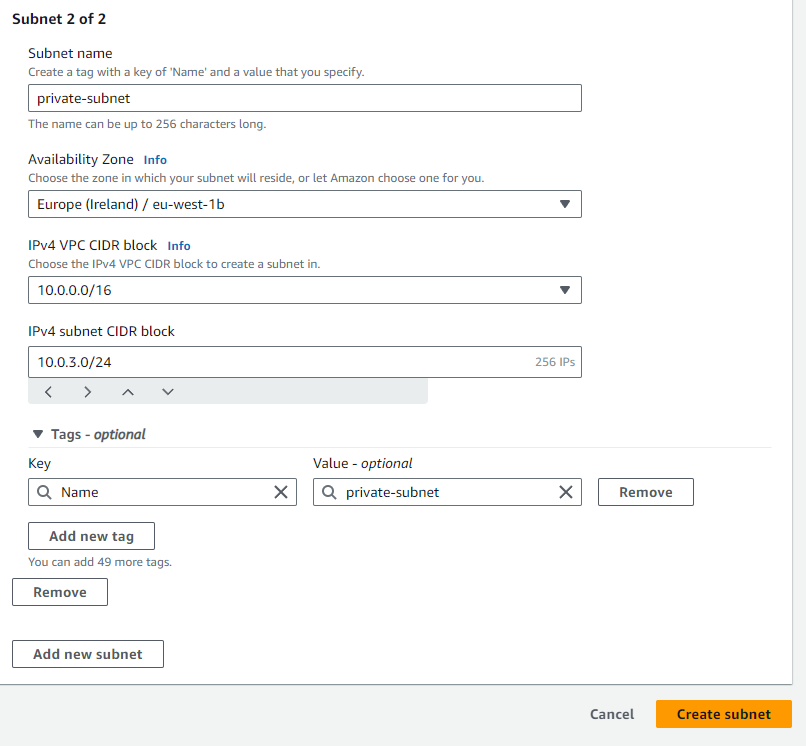 Subnet 2 of 2
Subnet name
Create a tag with a key of 'Name' and a value that you specify.
private-subnet
The name can be up to 256 characters long.
Availability Zone Info
Choose the zone in which your subnet will reside, or let Amazon choose one for you.
Europe (Ireland) / eu-west-1b
IPv4 VPC CIDR block Info
Choose the IPv4 VPC CIDR block to create a subnet in.
10.0.0.0/16
IPv4 subnet CIDR block
10.0.3.0/24 256 IPs
Tags - optional
Key Value - optional
Name private-subnet Remove
Add new tag
You can add 49 more tags.
Remove
Add new subnet
Cancel Create subnet